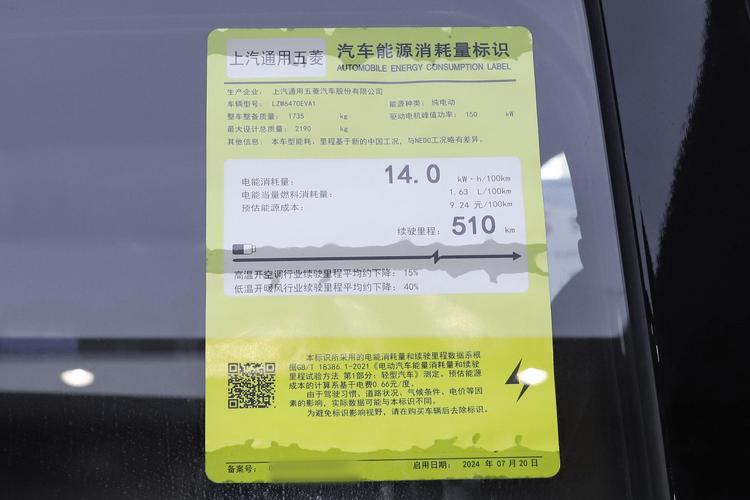 上汽通用五菱 汽车能源消耗量标识
AUTOMOBILE ENERGY CONSUMPTION LABEL
生产企业: 上汽通用五菱汽车股份有限公司
车辆型号: LZW6470EVA1 能源种类: 纯电动
整车整备质量: 1735 kg 驱动电机峰值功率: 150 kW
最大设计总质量: 2190 kg
其他信息: 本车型能耗、里程基于新的中国工况,与NEDC工况略有差异。
电能消耗量: 14.0 kW·h/100km
电能当量燃料消耗量: 1.63 L/100km
预估能源成本: 9.24 元/100km
续驶里程: 510 km
高温开空调行业续驶里程平均约下降: 15%
低温开暖风行业续驶里程平均约下降: 40%
本标识所采用的电能消耗量和续驶里程数据系根
据GB/T 18386.1-2021《电动汽车能量消耗量和续驶
里程试验方法 第1部分: 轻型汽车》测定。预估能源
成本的计算系基于电费0.66元/度。
由于驾驶习惯、道路状况、气候条件、电价等因
素的影响,实际数据可能与本标识不同。
为避免标识影响视野,请在购买车辆后去除标识。
备案号: 启用日期: 2024 年 07 月 20 日